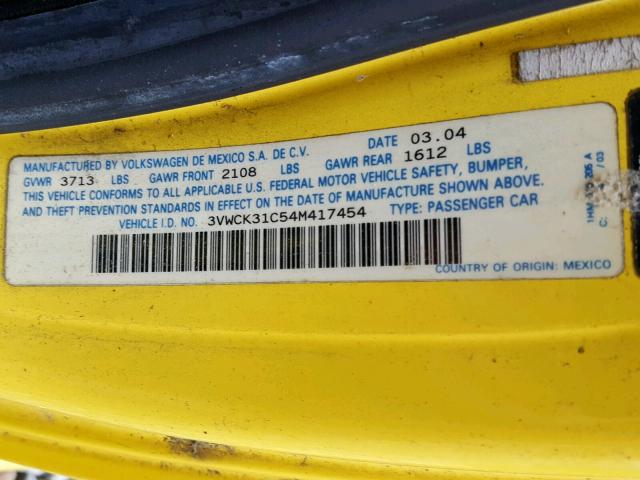 MANUFACTURED BY VOLKSWAGEN DE MEXICO S.A. DE C.V. DATE 03.04
GVWR 3713 LBS GAWR FRONT 2108 LBS GAWR REAR 1612 LBS
THIS VEHICLE CONFORMS TO ALL APPLICABLE U.S. FEDERAL MOTOR VEHICLE SAFETY, BUMPER,
AND THEFT PREVENTION STANDARDS IN EFFECT ON THE DATE OF MANUFACTURE SHOWN ABOVE.
VEHICLE I.D. NO. 3VWCK31C54M417454 TYPE: PASSENGER CAR
COUNTRY OF ORIGIN: MEXICO
205 A
/ 03